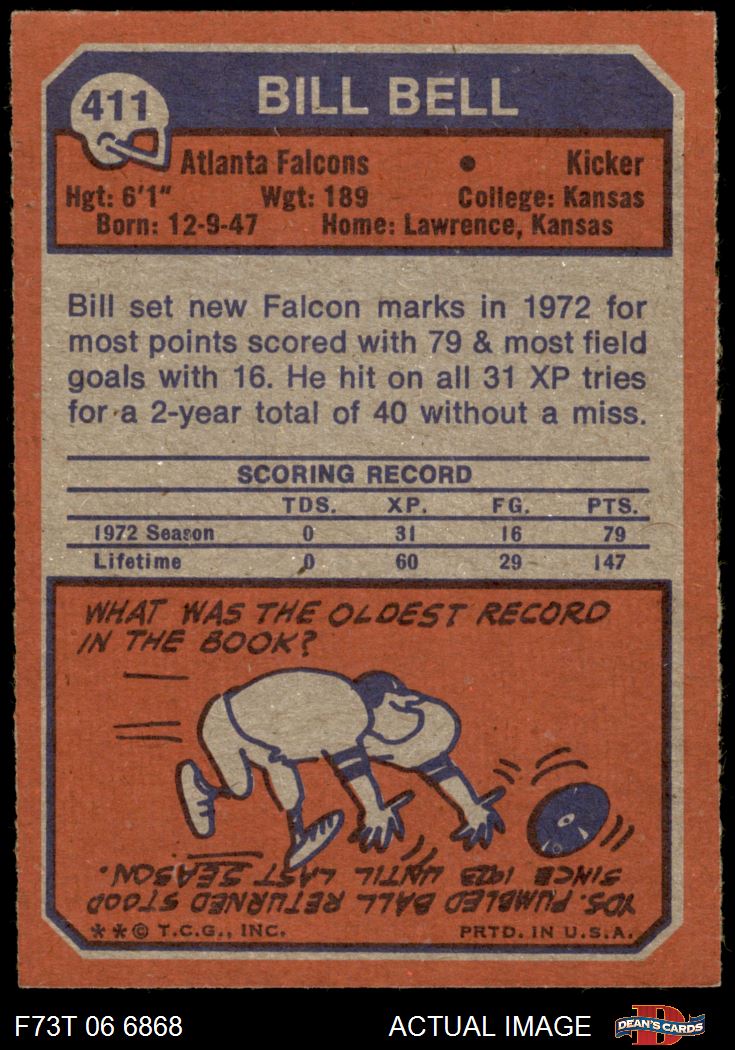 411
BILL BELL
Atlanta Falcons • Kicker
Hgt: 6'1" Wgt: 189 College: Kansas
Born: 12-9-47 Home: Lawrence, Kansas
Bill set new Falcon marks in 1972 for
most points scored with 79 & most field
goals with 16. He hit on all 31 XP tries
for a 2-year total of 40 without a miss.
SCORING RECORD
TDS. XP. FG. PTS.
1972 Season 0 31 16 79
Lifetime 0 60 29 147
WHAT WAS THE OLDEST RECORD
IN THE BOOK?
YDS. FUMBLED BALL RETURNED STOOD
SINCE 1923 UNTIL LAST SEASON.
**© T.C.G., INC. PRTD. IN U.S.A.
F73T 06 6868 ACTUAL IMAGE
D
DEAN'S CARDS